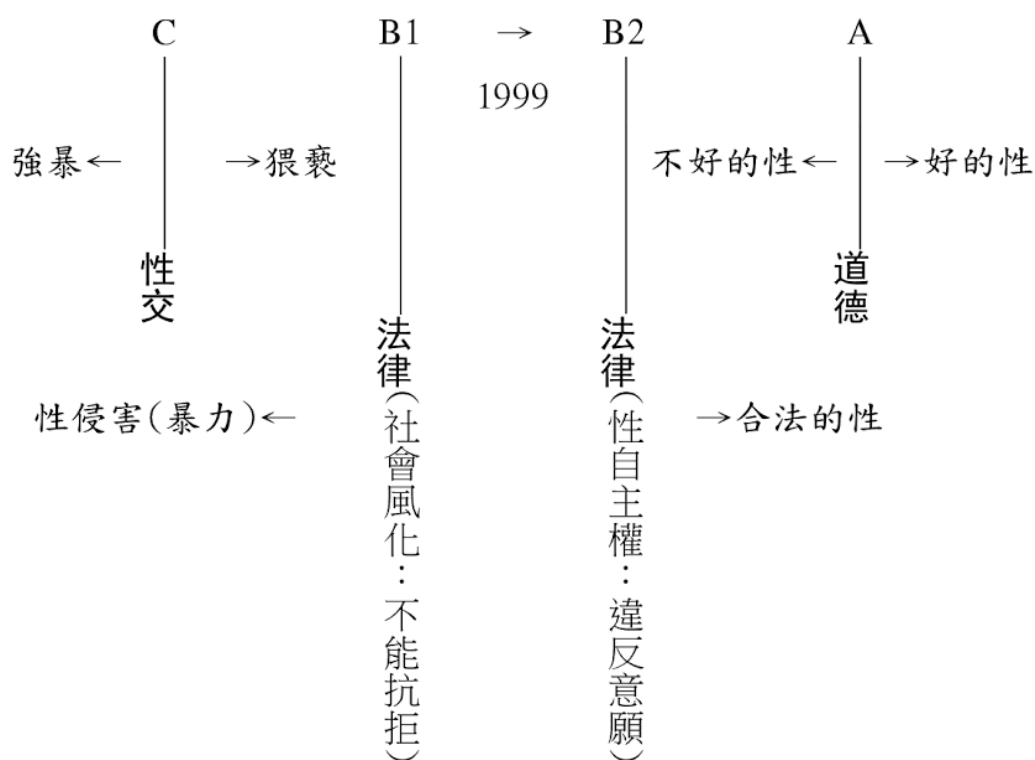 C B1 → B2 A
1999
強暴← →猥褻 不好的性← →好的性
性交
道德
法律(社會風化：不能抗拒)
法律(性自主權：違反意願)
性侵害(暴力)← →合法的性